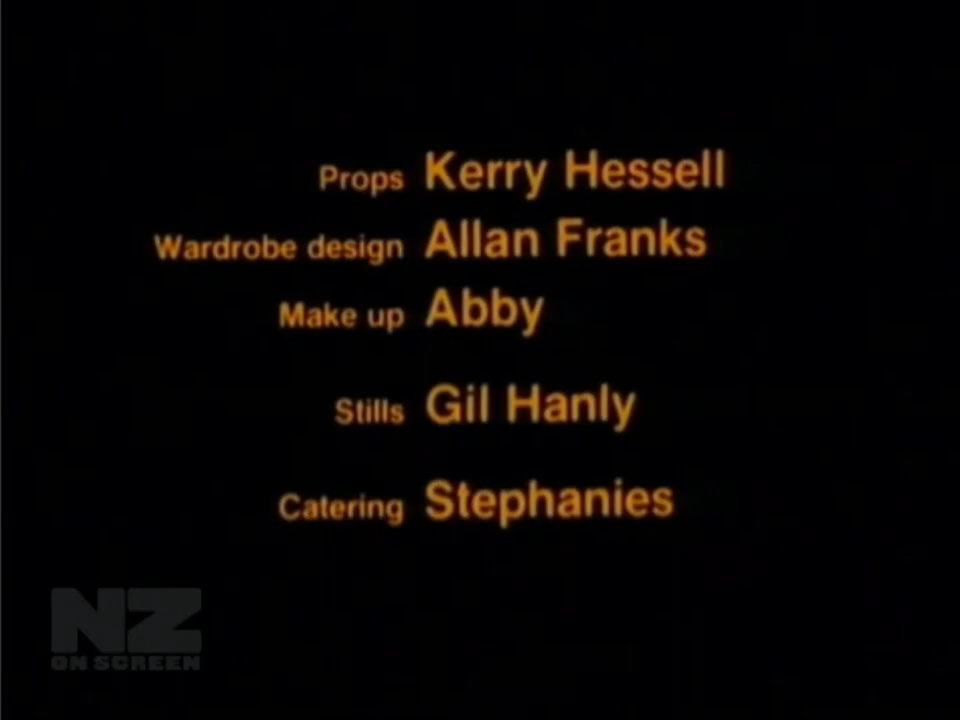 Props Kerry Hessell
Wardrobe design Allan Franks
Make up Abby
Stills Gil Hanly
Catering Stephanies
NZ
ON SCREEN